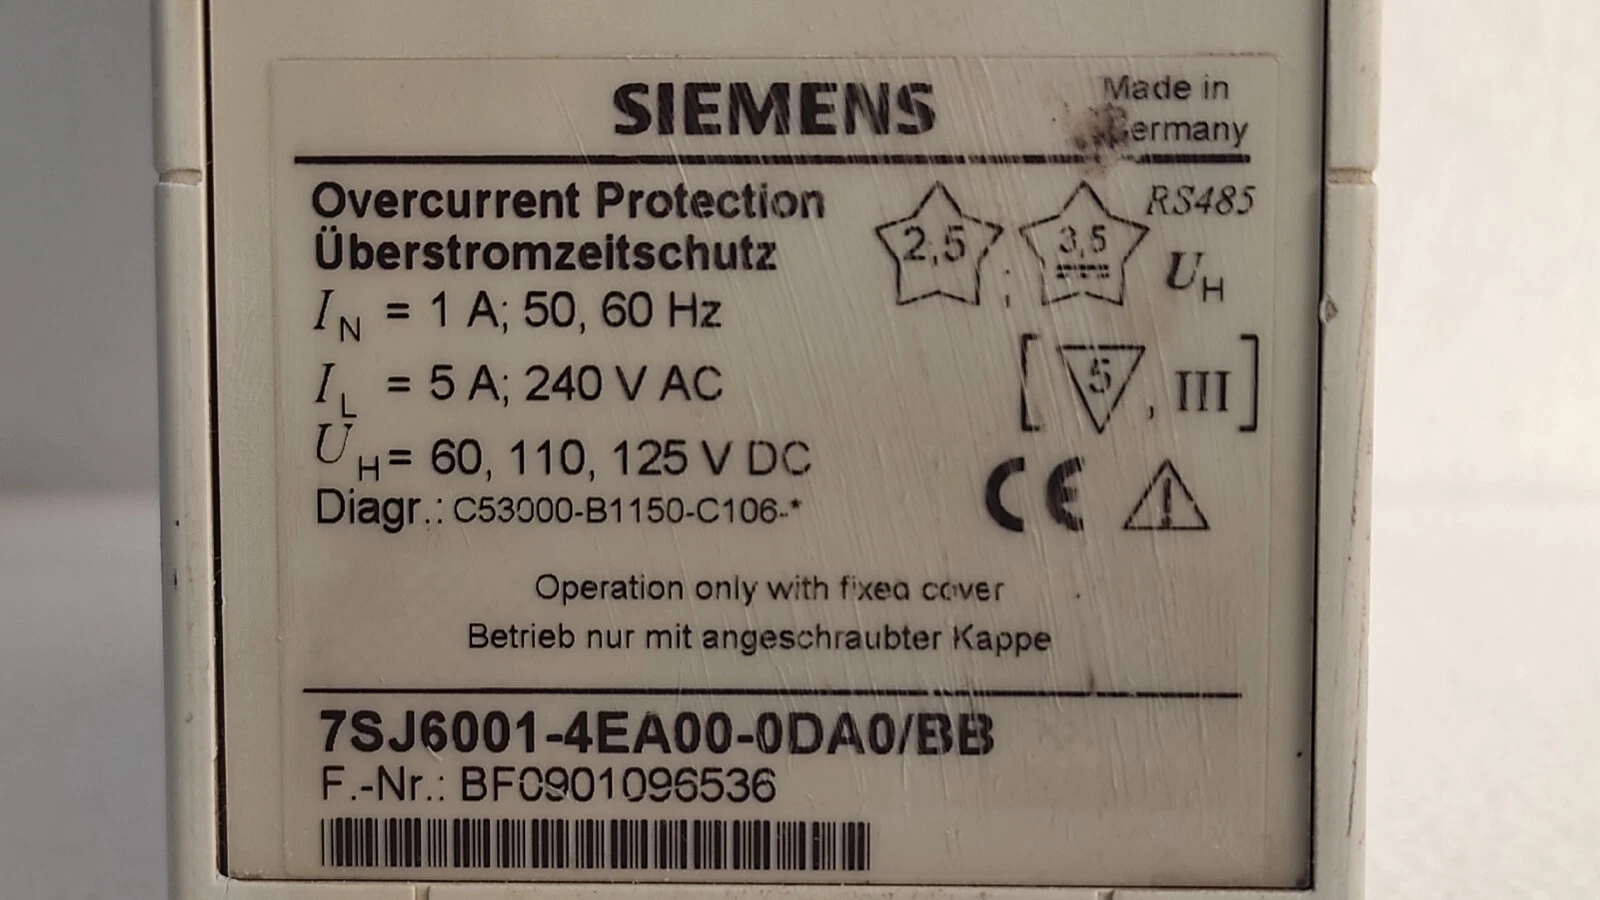 SIEMENS
Made in
Germany
Overcurrent Protection
Überstromzeitschutz
2,5 ; 3,5
RS485
UH
IN = 1 A; 50, 60 Hz
IL = 5 A; 240 V AC
[ 5 , III ]
UH = 60, 110, 125 V DC
Diagr.: C53000-B1150-C106-*
CE
Operation only with fixed cover
Betrieb nur mit angeschraubter Kappe
7SJ6001-4EA00-0DA0/BB
F.-Nr.: BF0901096536